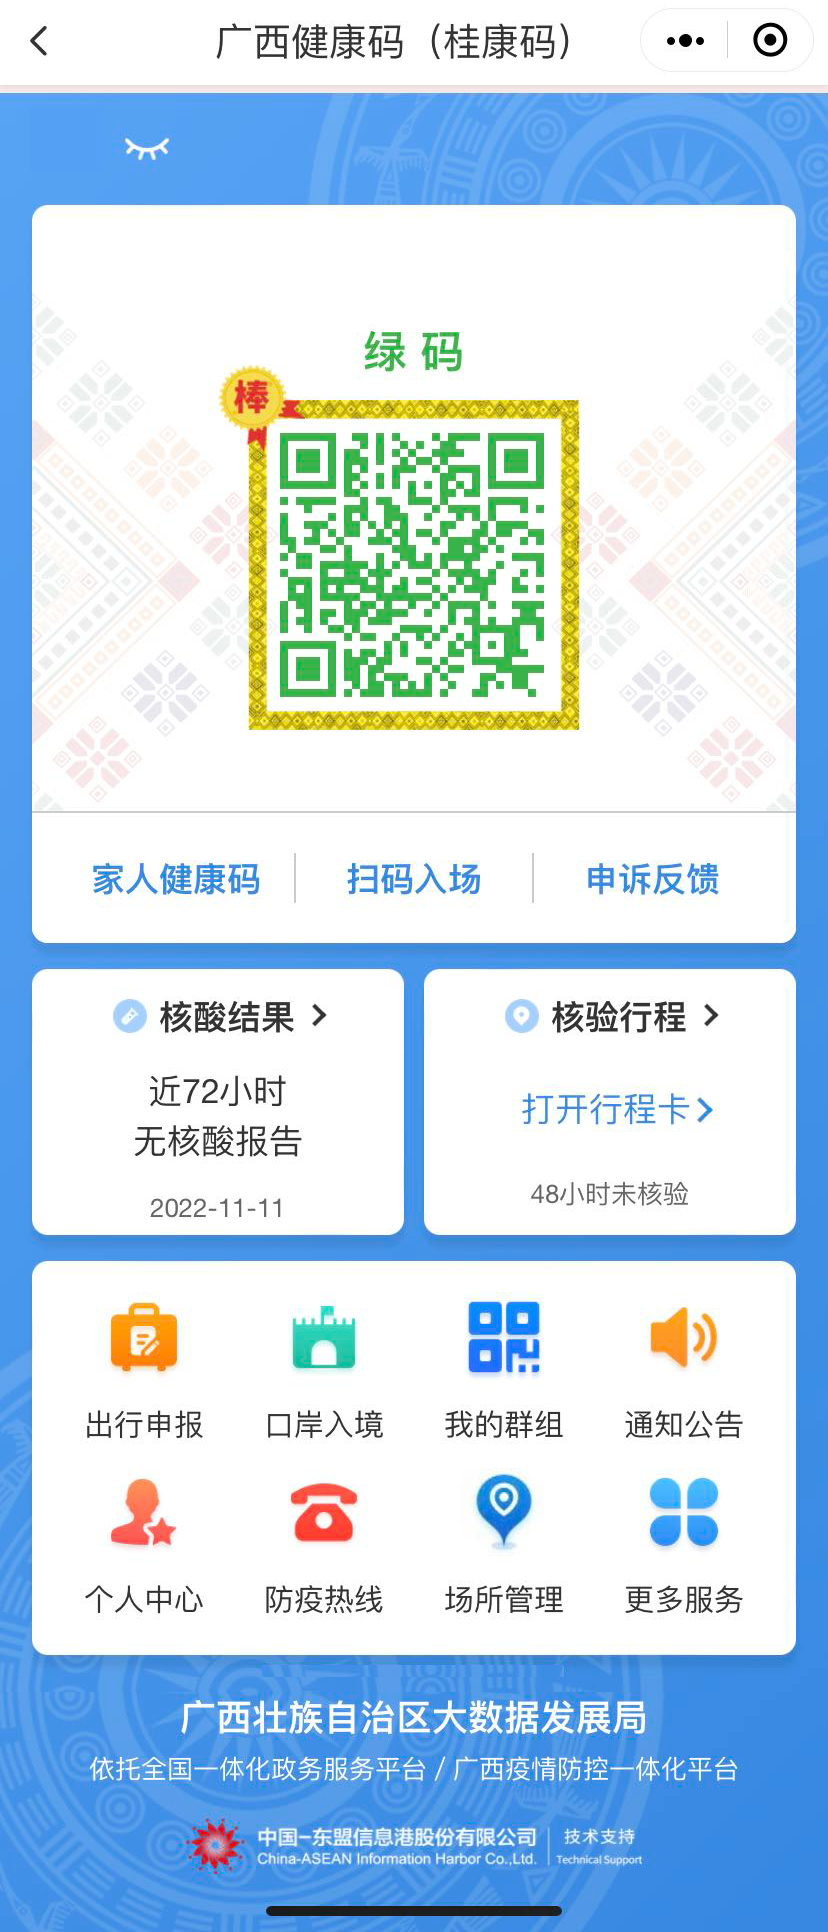 广西健康码（桂康码）
绿码
棒
家人健康码
扫码入场
申诉反馈
核酸结果
近72小时
无核酸报告
2022-11-11
核验行程
打开行程卡
48小时未核验
出行申报
口岸入境
我的群组
通知公告
个人中心
防疫热线
场所管理
更多服务
广西壮族自治区大数据发展局
依托全国一体化政务服务平台 / 广西疫情防控一体化平台
中国-东盟信息港股份有限公司
China-ASEAN Information Harbor Co.,Ltd.
技术支持
Technical Support